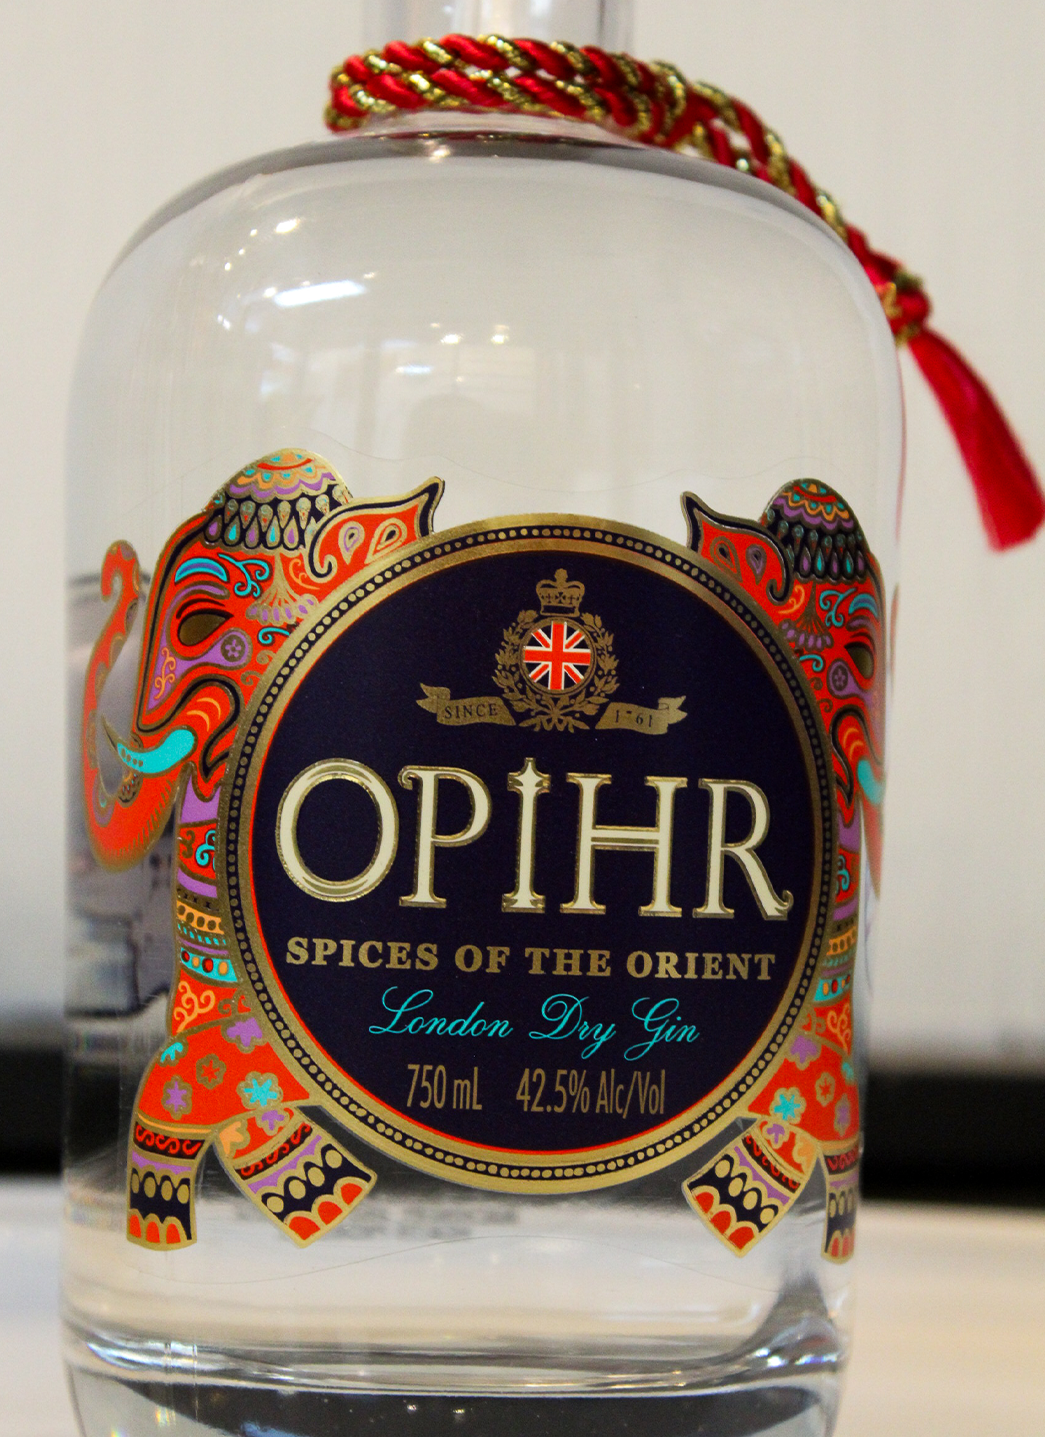 SINCE 1761
OPIHR
SPICES OF THE ORIENT
London Dry Gin
750 mL 42.5% Alc/Vol